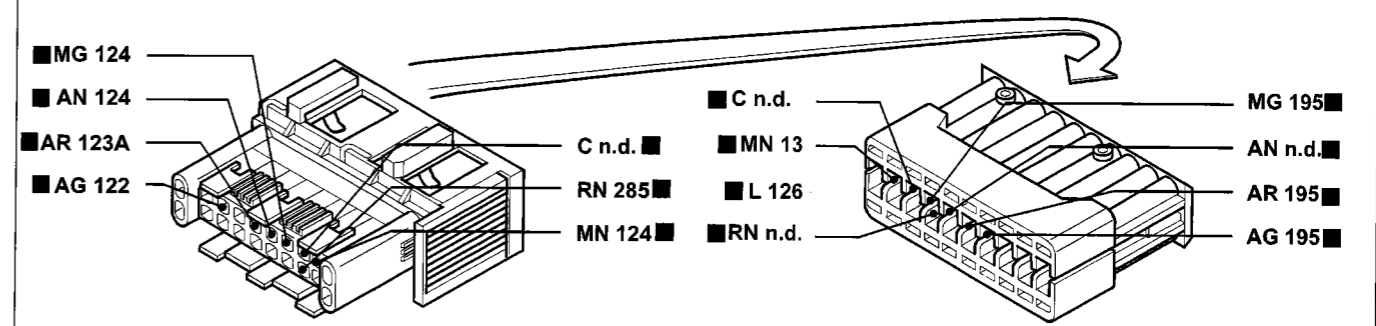 ■MG 124
■ AN 124
■AR 123A
■ AG 122
C n.d. ■
RN 285■
MN 124■
■ C n.d.
■ MN 13
■ L 126
■RN n.d.
MG 195■
AN n.d.■
AR 195■
AG 195■